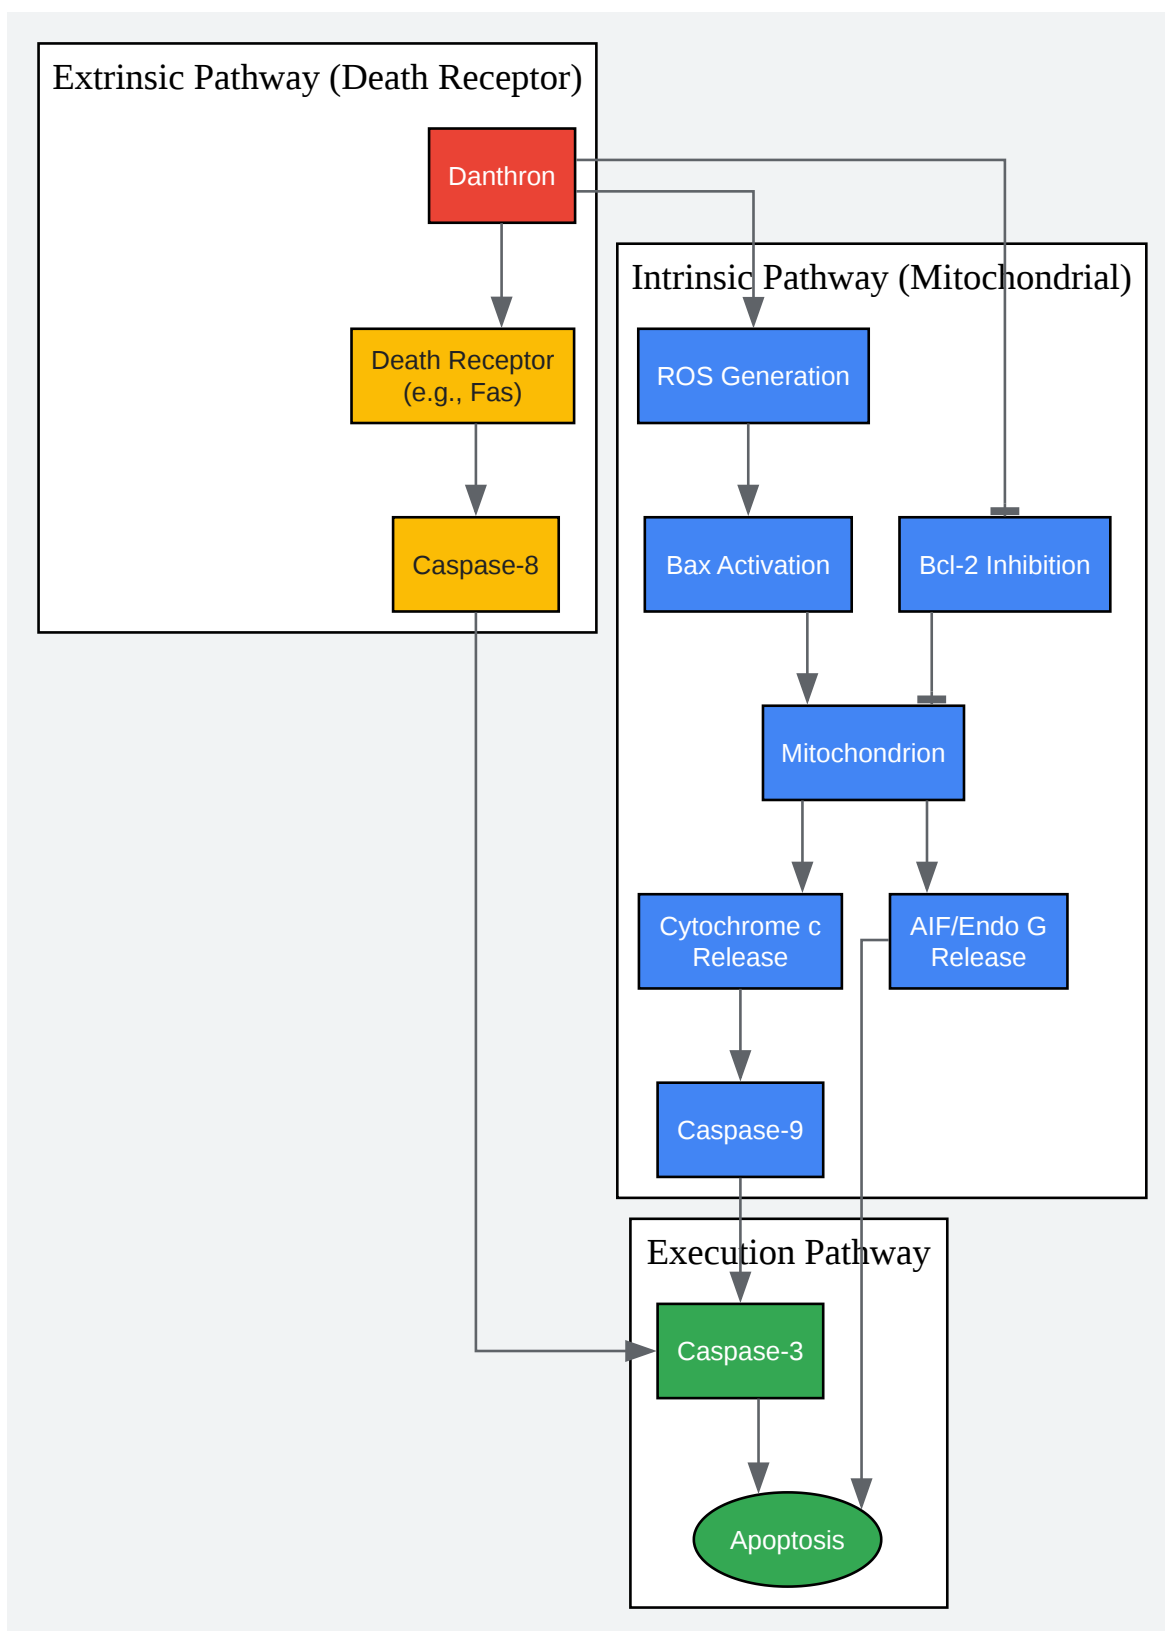 Extrinsic Pathway (Death Receptor)
Danthron
Intrinsic Pathway (Mitochondrial)
Death Receptor
(e.g., Fas)
ROS Generation
Caspase-8
Bax Activation
Bcl-2 Inhibition
Mitochondrion
Cytochrome c
Release
AIF/Endo G
Release
Caspase-9
Execution Pathway
Caspase-3
Apoptosis